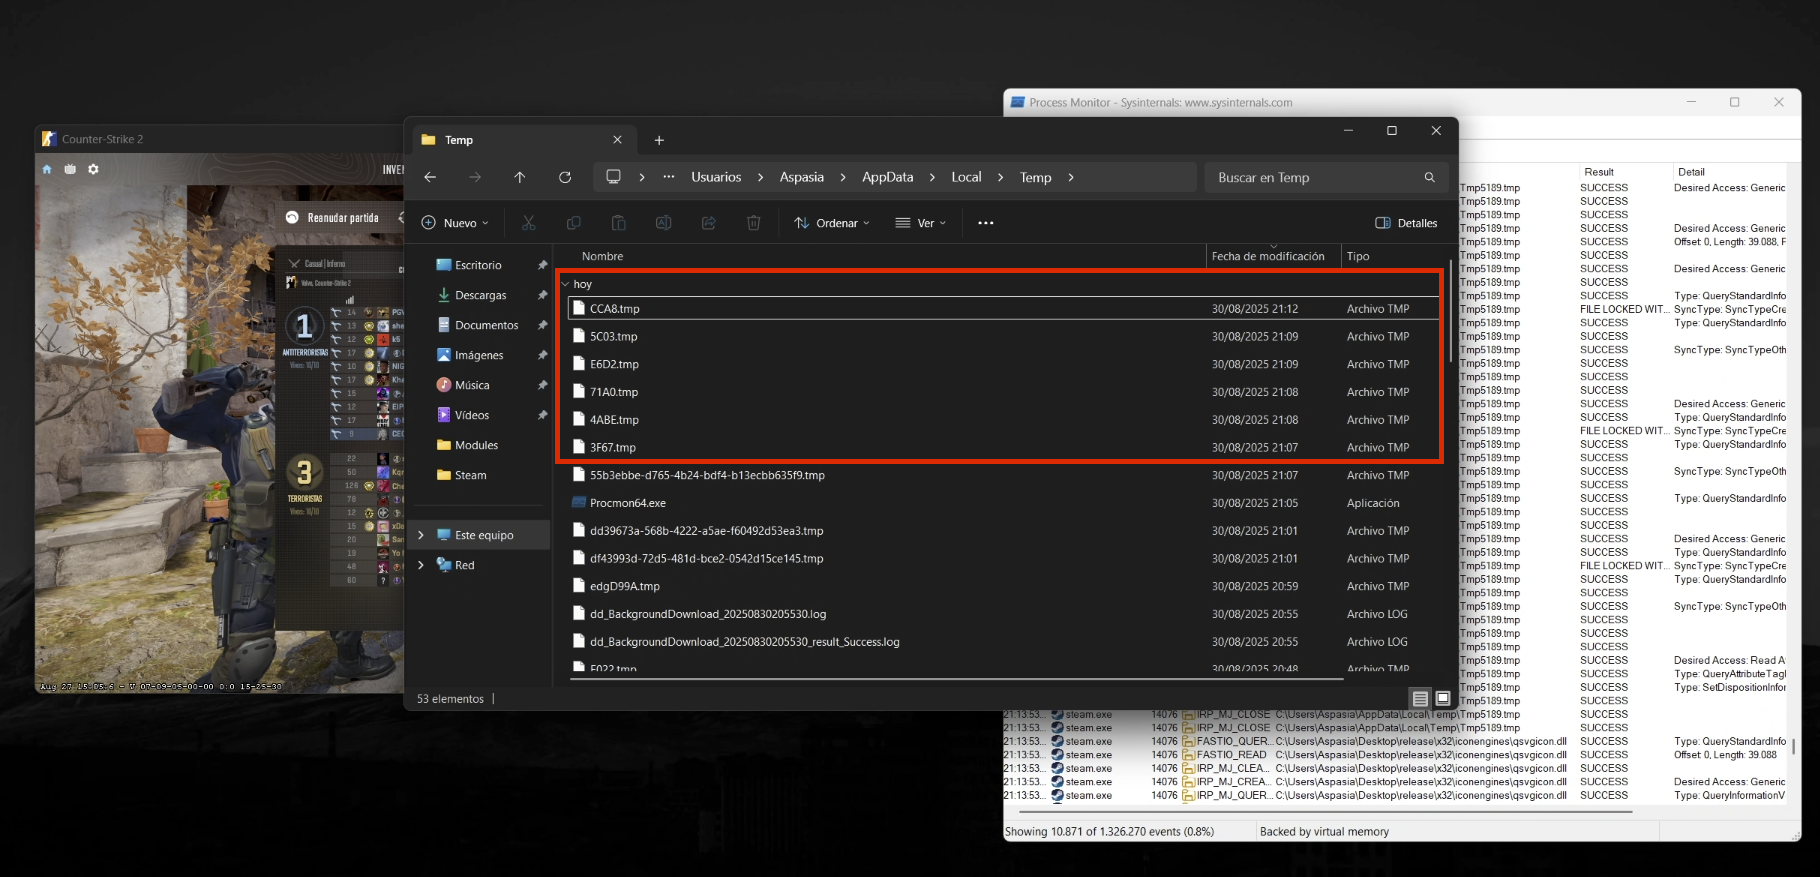 Process Monitor - Sysinternals: www.sysinternals.com
Counter-Strike 2
INVE
Reanudar partida
Casual | Inferno
Valve, Counter-Strike 2
1
ANTITERRORISTAS
3
TERRORISTAS
14
13
12
17
17
15
12
17
9
22
50
126
78
12
15
20
19
48
60
Temp
Usuarios > Aspasia > AppData > Local > Temp >
Buscar en Temp
Nuevo
Ordenar
Ver
Detalles
Escritorio
Descargas
Documentos
Imágenes
Música
Vídeos
Modules
Steam
Este equipo
Red
Nombre Fecha de modificación Tipo
hoy
CCA8.tmp 30/08/2025 21:12 Archivo TMP
5C03.tmp 30/08/2025 21:09 Archivo TMP
E6D2.tmp 30/08/2025 21:09 Archivo TMP
71A0.tmp 30/08/2025 21:08 Archivo TMP
4ABE.tmp 30/08/2025 21:08 Archivo TMP
3F67.tmp 30/08/2025 21:07 Archivo TMP
55b3ebbe-d765-4b24-bdf4-b13ecbb635f9.tmp 30/08/2025 21:07 Archivo TMP
Procmon64.exe 30/08/2025 21:05 Aplicación
dd39673a-568b-4222-a5ae-f60492d53ea3.tmp 30/08/2025 21:01 Archivo TMP
df43993d-72d5-481d-bce2-0542d15ce145.tmp 30/08/2025 21:01 Archivo TMP
edgD99A.tmp 30/08/2025 20:59 Archivo TMP
dd_BackgroundDownload_20250830205530.log 30/08/2025 20:55 Archivo LOG
dd_BackgroundDownload_20250830205530_result_Success.log 30/08/2025 20:55 Archivo LOG
F022.tmp 30/08/2025 20:48 Archivo TMP
53 elementos
Result Detail
Tmp5189.tmp SUCCESS Desired Access: Generic
Tmp5189.tmp SUCCESS
Tmp5189.tmp SUCCESS
Tmp5189.tmp SUCCESS Desired Access: Generic
Tmp5189.tmp SUCCESS Offset: 0, Length: 39.088, F
Tmp5189.tmp SUCCESS
Tmp5189.tmp SUCCESS Desired Access: Generic
Tmp5189.tmp SUCCESS
Tmp5189.tmp SUCCESS Type: QueryStandardInfo
Tmp5189.tmp FILE LOCKED WIT... SyncType: SyncTypeCre
Tmp5189.tmp SUCCESS Type: QueryStandardInfo
Tmp5189.tmp SUCCESS
Tmp5189.tmp SUCCESS SyncType: SyncTypeOth
Tmp5189.tmp SUCCESS
Tmp5189.tmp SUCCESS
Tmp5189.tmp SUCCESS
Tmp5189.tmp SUCCESS Desired Access: Generic
Tmp5189.tmp SUCCESS Type: QueryStandardInfo
Tmp5189.tmp FILE LOCKED WIT... SyncType: SyncTypeCre
Tmp5189.tmp SUCCESS Type: QueryStandardInfo
Tmp5189.tmp SUCCESS
Tmp5189.tmp SUCCESS SyncType: SyncTypeOth
Tmp5189.tmp SUCCESS
Tmp5189.tmp SUCCESS Type: QueryStandardInfo
Tmp5189.tmp SUCCESS
Tmp5189.tmp SUCCESS
Tmp5189.tmp SUCCESS Desired Access: Generic
Tmp5189.tmp SUCCESS Type: QueryStandardInfo
Tmp5189.tmp FILE LOCKED WIT... SyncType: SyncTypeCre
Tmp5189.tmp SUCCESS Type: QueryStandardInfo
Tmp5189.tmp SUCCESS
Tmp5189.tmp SUCCESS SyncType: SyncTypeOth
Tmp5189.tmp SUCCESS
Tmp5189.tmp SUCCESS
Tmp5189.tmp SUCCESS
Tmp5189.tmp SUCCESS Desired Access: Read A
Tmp5189.tmp SUCCESS Type: QueryAttributeTag
Tmp5189.tmp SUCCESS Type: SetDispositionInfor
Tmp5189.tmp SUCCESS
21:13:53... steam.exe 14076 IRP_MJ_CLOSE C:\Users\Aspasia\AppData\Local\Temp\Tmp5189.tmp SUCCESS
21:13:53... steam.exe 14076 IRP_MJ_CLOSE C:\Users\Aspasia\AppData\Local\Temp\Tmp5189.tmp SUCCESS
21:13:53... steam.exe 14076 FASTIO_QUER... C:\Users\Aspasia\Desktop\release\x32\iconengines\qsvgicon.dll SUCCESS Type: QueryStandardInfo
21:13:53... steam.exe 14076 FASTIO_READ C:\Users\Aspasia\Desktop\release\x32\iconengines\qsvgicon.dll SUCCESS Offset: 0, Length: 39.088
21:13:53... steam.exe 14076 IRP_MJ_CLEA... C:\Users\Aspasia\Desktop\release\x32\iconengines\qsvgicon.dll SUCCESS
21:13:53... steam.exe 14076 IRP_MJ_CREA... C:\Users\Aspasia\Desktop\release\x32\iconengines\qsvgicon.dll SUCCESS Desired Access: Generic
21:13:53... steam.exe 14076 IRP_MJ_QUER... C:\Users\Aspasia\Desktop\release\x32\iconengines\qsvgicon.dll SUCCESS Type: QueryInformationV
Showing 10.871 of 1.326.270 events (0.8%) Backed by virtual memory